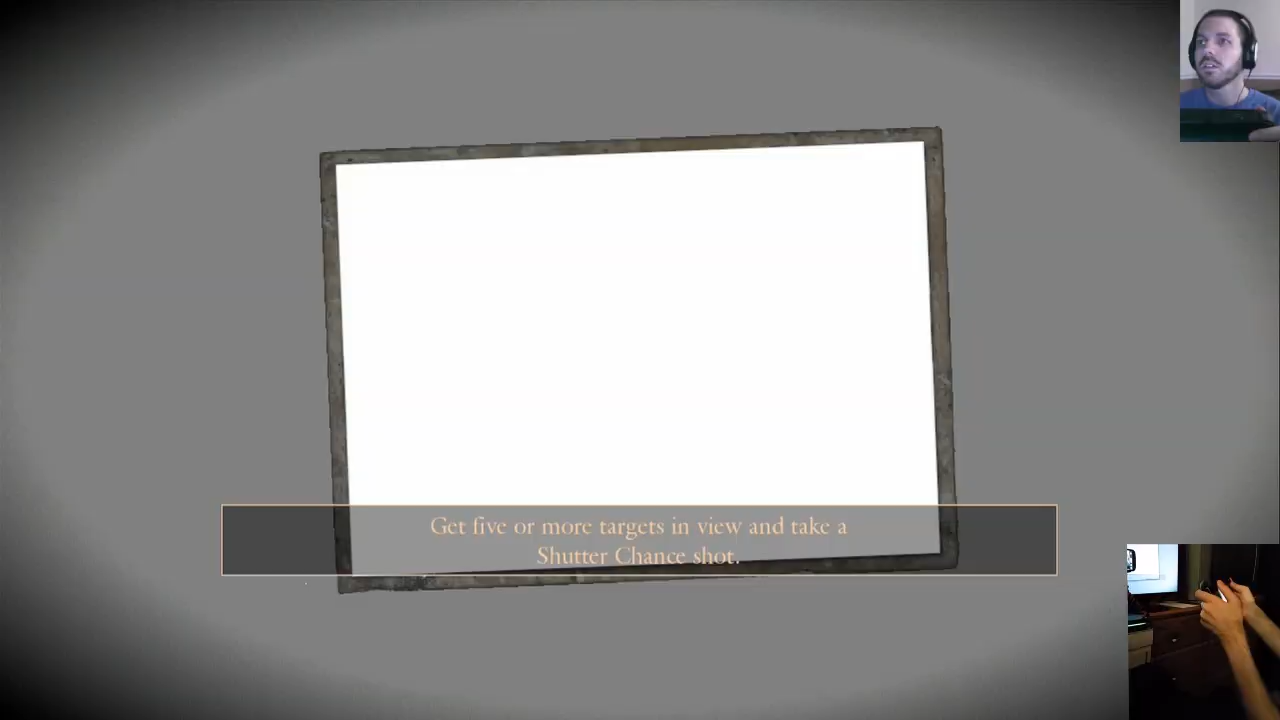 Get five or more targets in view and take a
Shutter Chance shot.